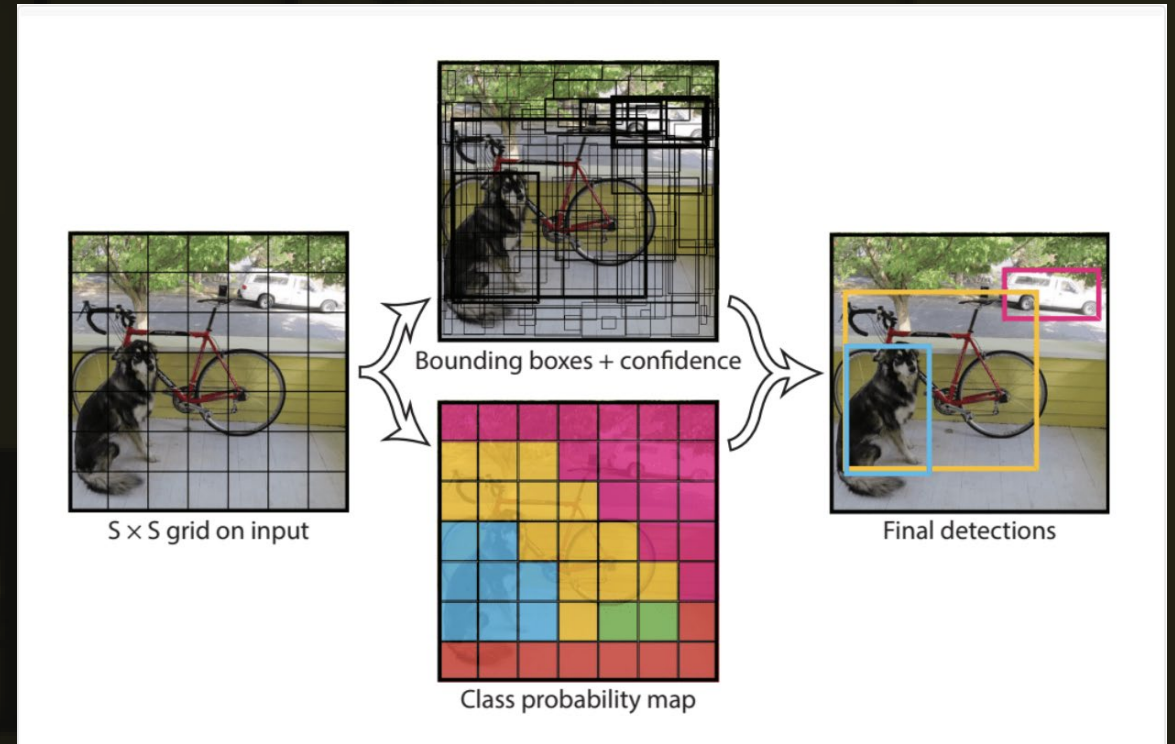 S × S grid on input
Bounding boxes + confidence
Class probability map
Final detections